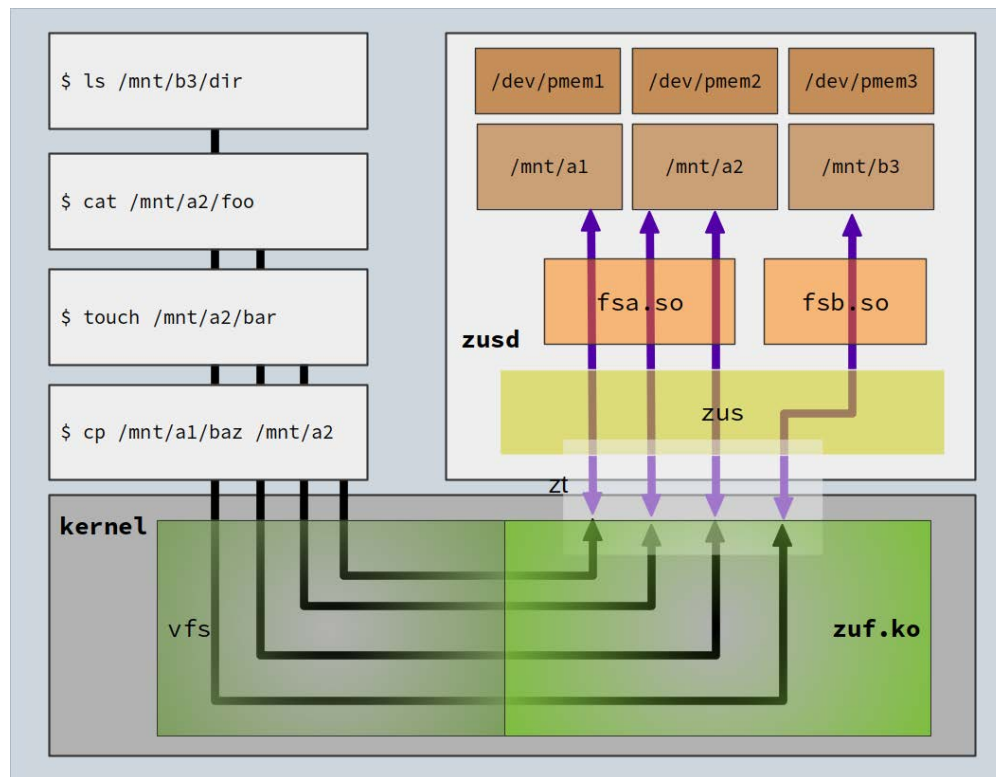 $ ls /mnt/b3/dir
$ cat /mnt/a2/foo
$ touch /mnt/a2/bar
$ cp /mnt/a1/baz /mnt/a2
/dev/pmem1
/dev/pmem2
/dev/pmem3
/mnt/a1
/mnt/a2
/mnt/b3
fsa.so
fsb.so
zusd
zus
zt
kernel
vfs
zuf.ko